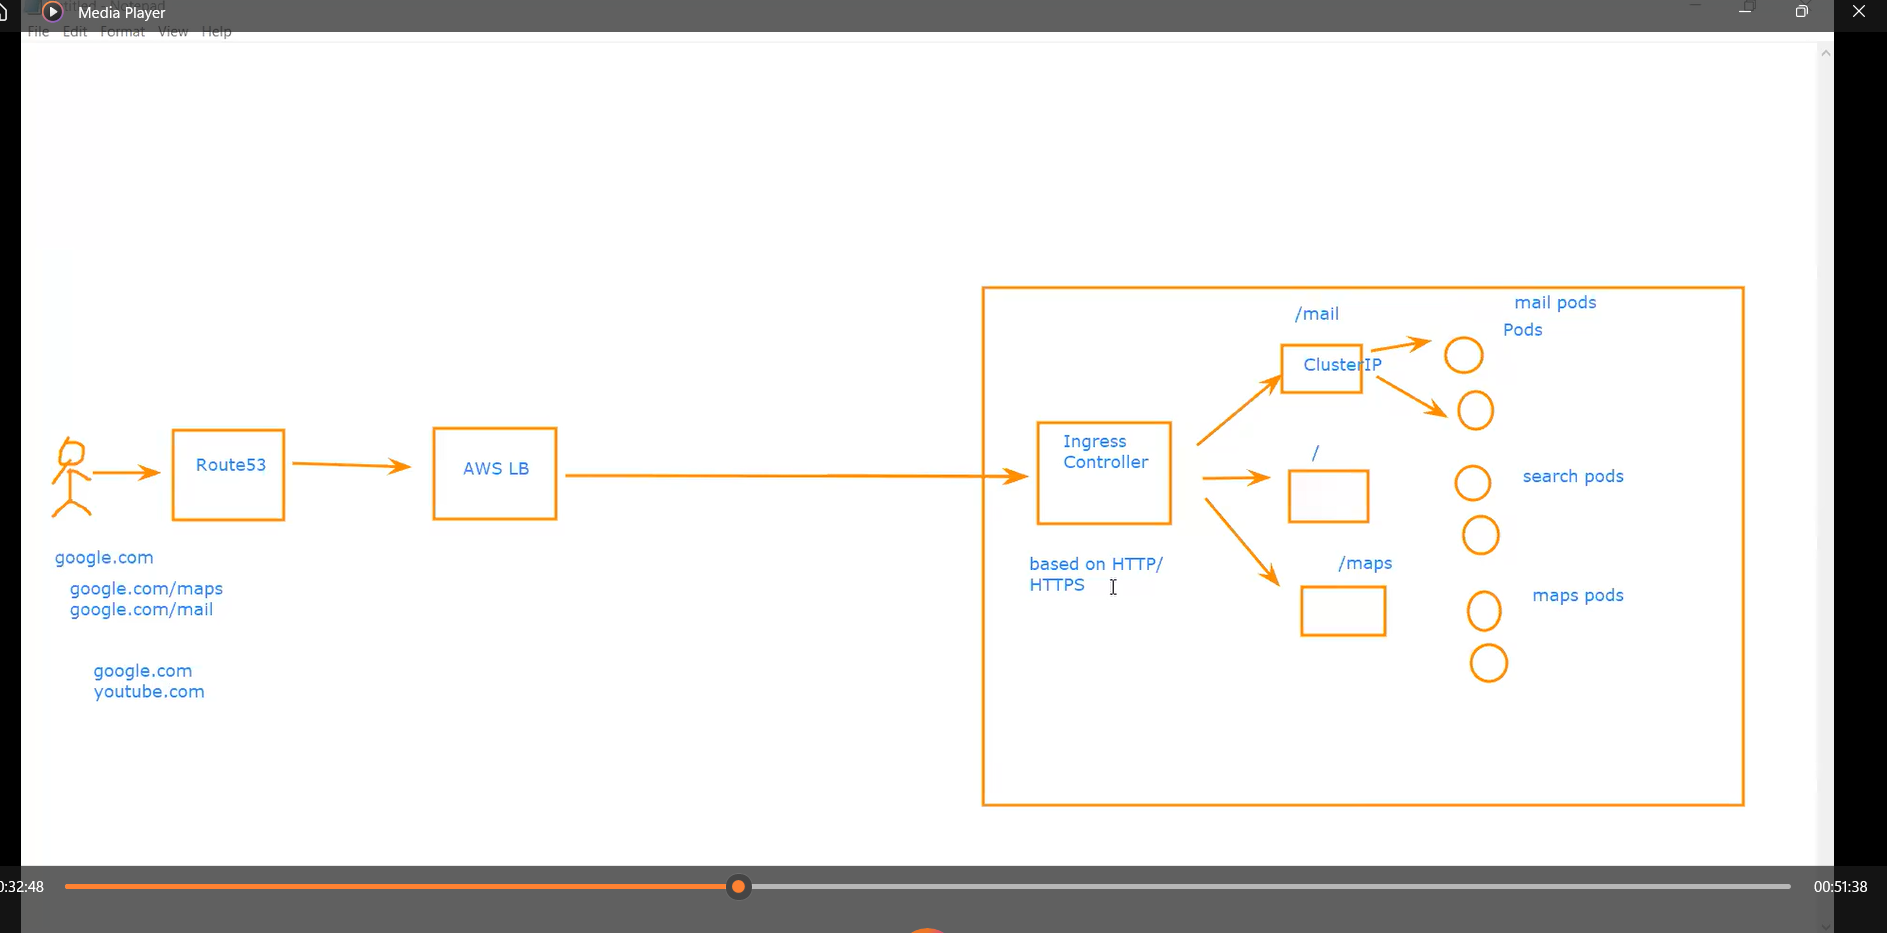 Media Player
Untitled - Notepad
File Edit Format View Help
/mail
mail pods
Pods
ClusterIP
Route53
AWS LB
Ingress
Controller
/
search pods
google.com
google.com/maps
google.com/mail
based on HTTP/
HTTPS
/maps
maps pods
google.com
youtube.com
0:32:48
00:51:38